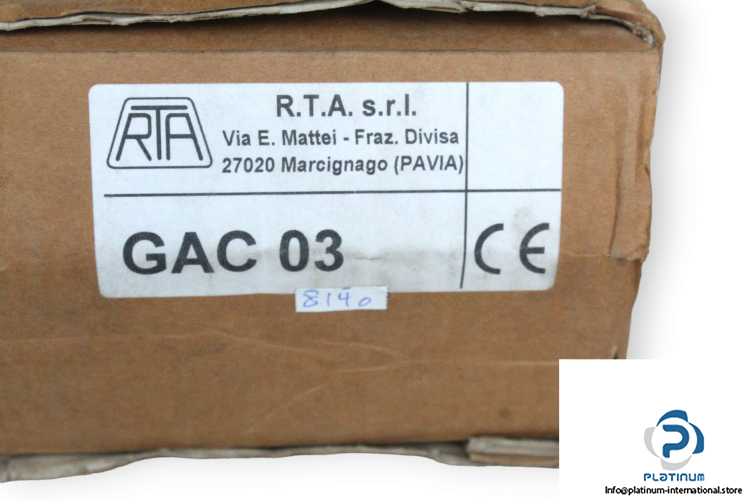 RTA
R.T.A. s.r.l.
Via E. Mattei - Fraz. Divisa
27020 Marcignago (PAVIA)
GAC 03
CE
8140
PLATINUM
Info@platinum-international.store